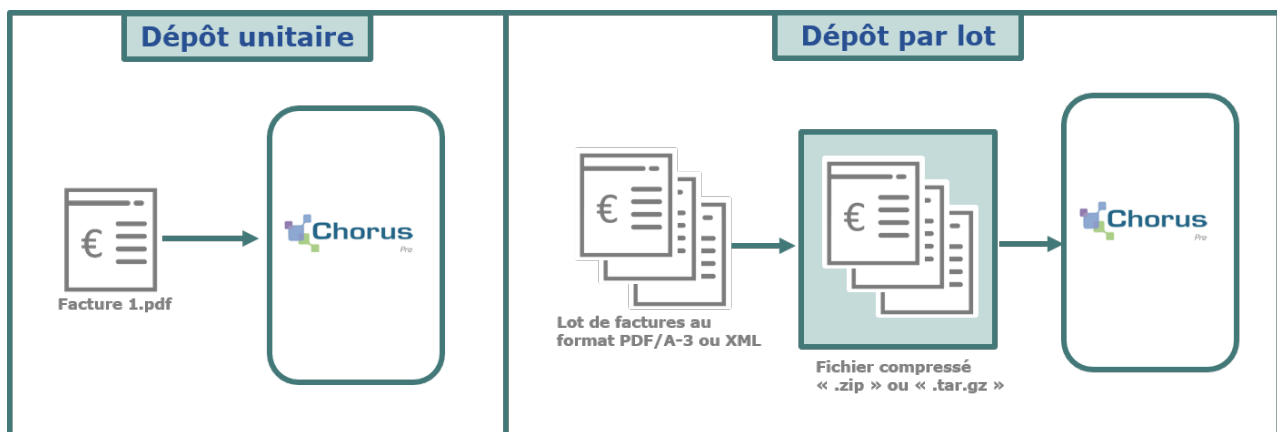 Dépôt unitaire
€
Facture 1.pdf
Chorus
Pro
Dépôt par lot
€
Lot de factures au
format PDF/A-3 ou XML
€
Fichier compressé
« .zip » ou « .tar.gz »
Chorus
Pro